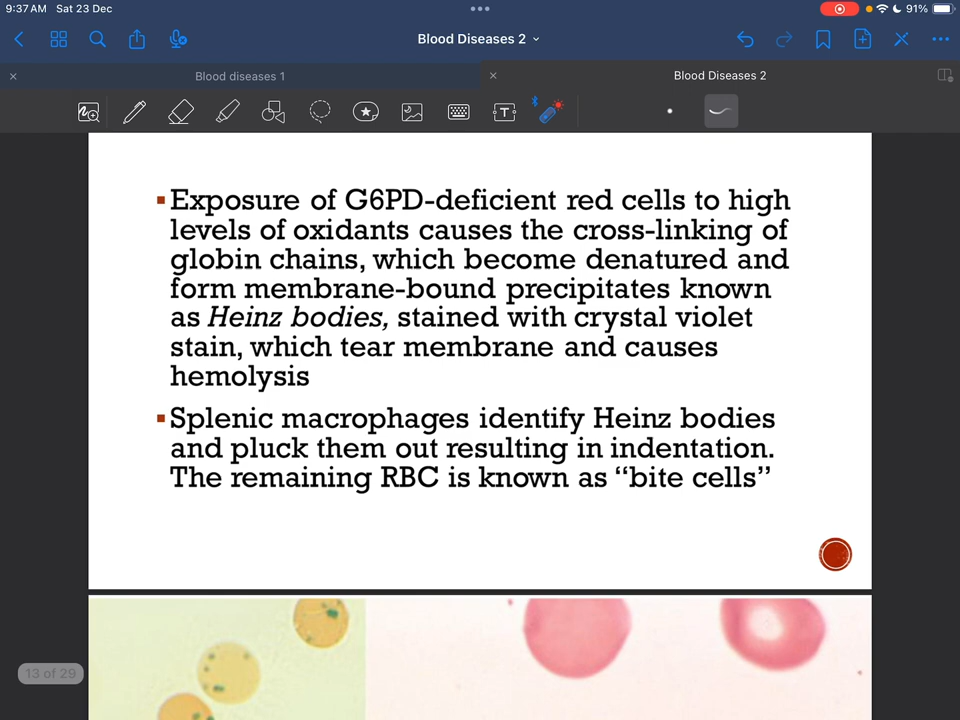 9:37 AM Sat 23 Dec
91%
Blood Diseases 2
Blood diseases 1
Blood Diseases 2
T
▪Exposure of G6PD-deficient red cells to high
levels of oxidants causes the cross-linking of
globin chains, which become denatured and
form membrane-bound precipitates known
as Heinz bodies, stained with crystal violet
stain, which tear membrane and causes
hemolysis
▪Splenic macrophages identify Heinz bodies
and pluck them out resulting in indentation.
The remaining RBC is known as “bite cells”
13 of 29